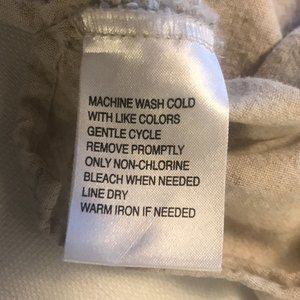 MACHINE WASH COLD
WITH LIKE COLORS
GENTLE CYCLE
REMOVE PROMPTLY
ONLY NON-CHLORINE
BLEACH WHEN NEEDED
LINE DRY
WARM IRON IF NEEDED